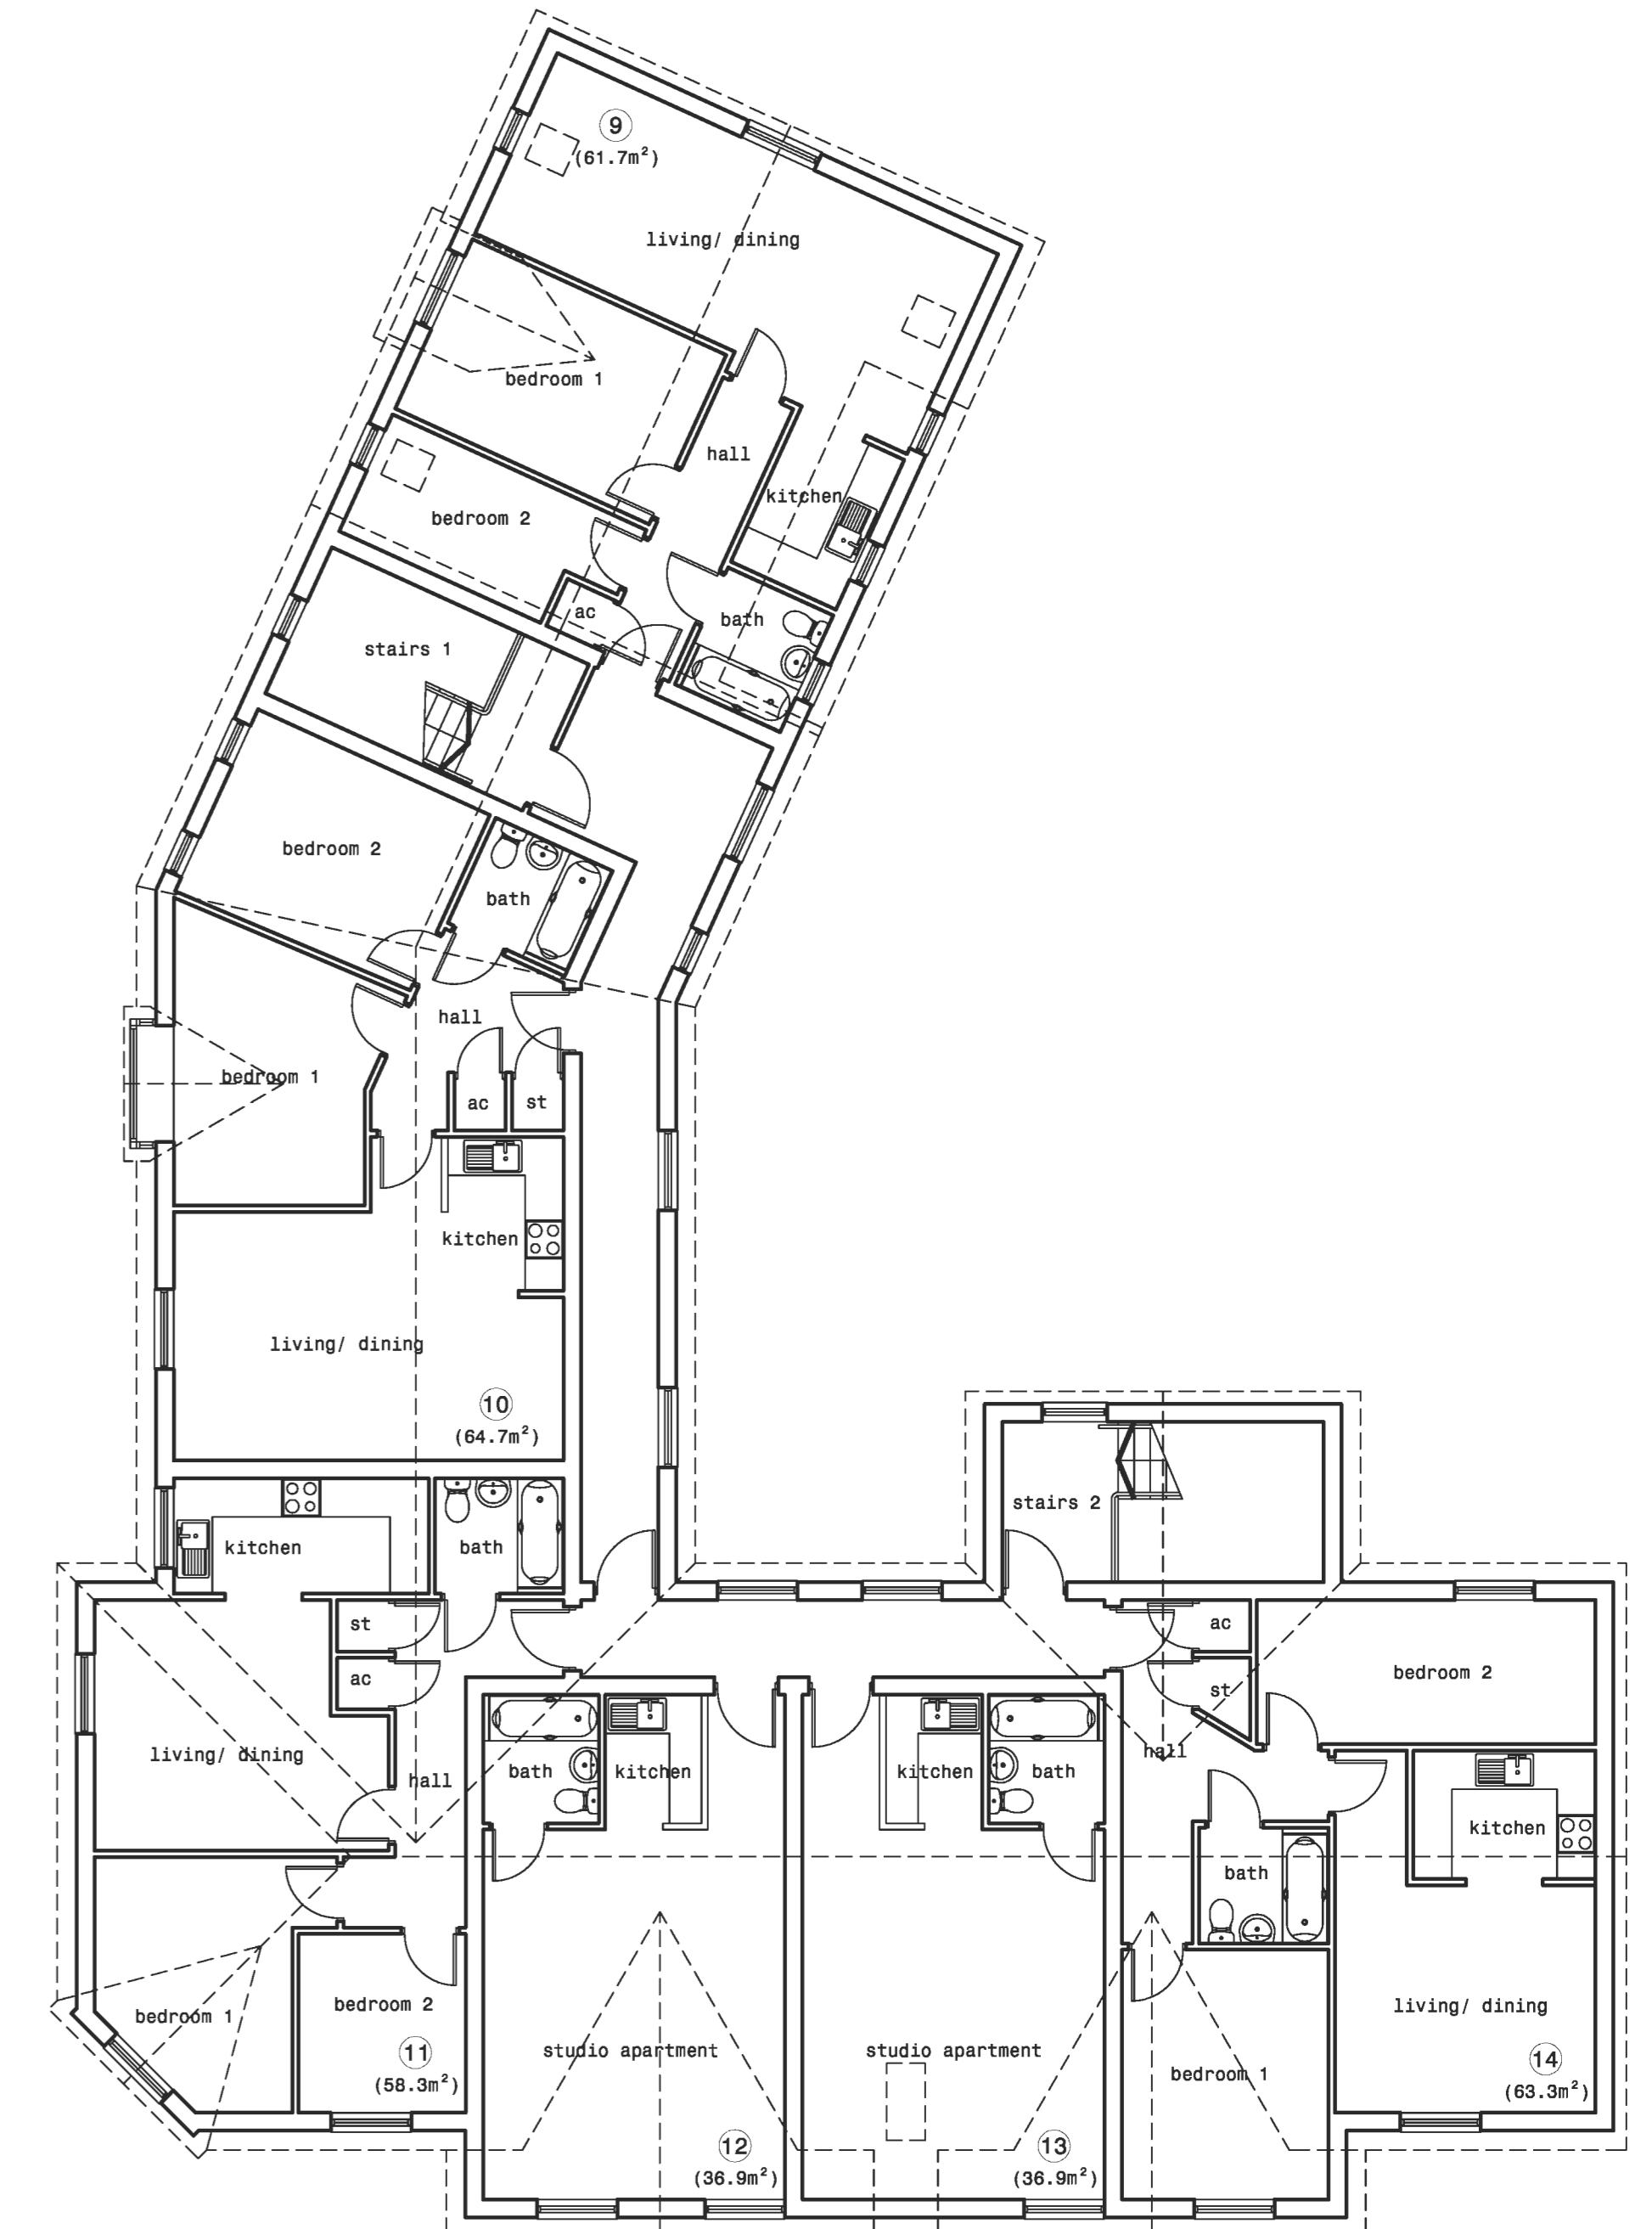 9
(61.7m²)
living/ dining
bedroom 1
hall
kitchen
bedroom 2
ac
bath
stairs 1
bedroom 2
bath
hall
bedroom 1
ac
st
kitchen
living/ dining
10
(64.7m²)
stairs 2
kitchen
bath
st
ac
ac
st
bedroom 2
living/ dining
hall
hall
bath
kitchen
kitchen
bath
kitchen
bath
bedroom 1
bedroom 2
living/ dining
11
(58.3m²)
studio apartment
studio apartment
bedroom 1
14
(63.3m²)
12
(36.9m²)
13
(36.9m²)